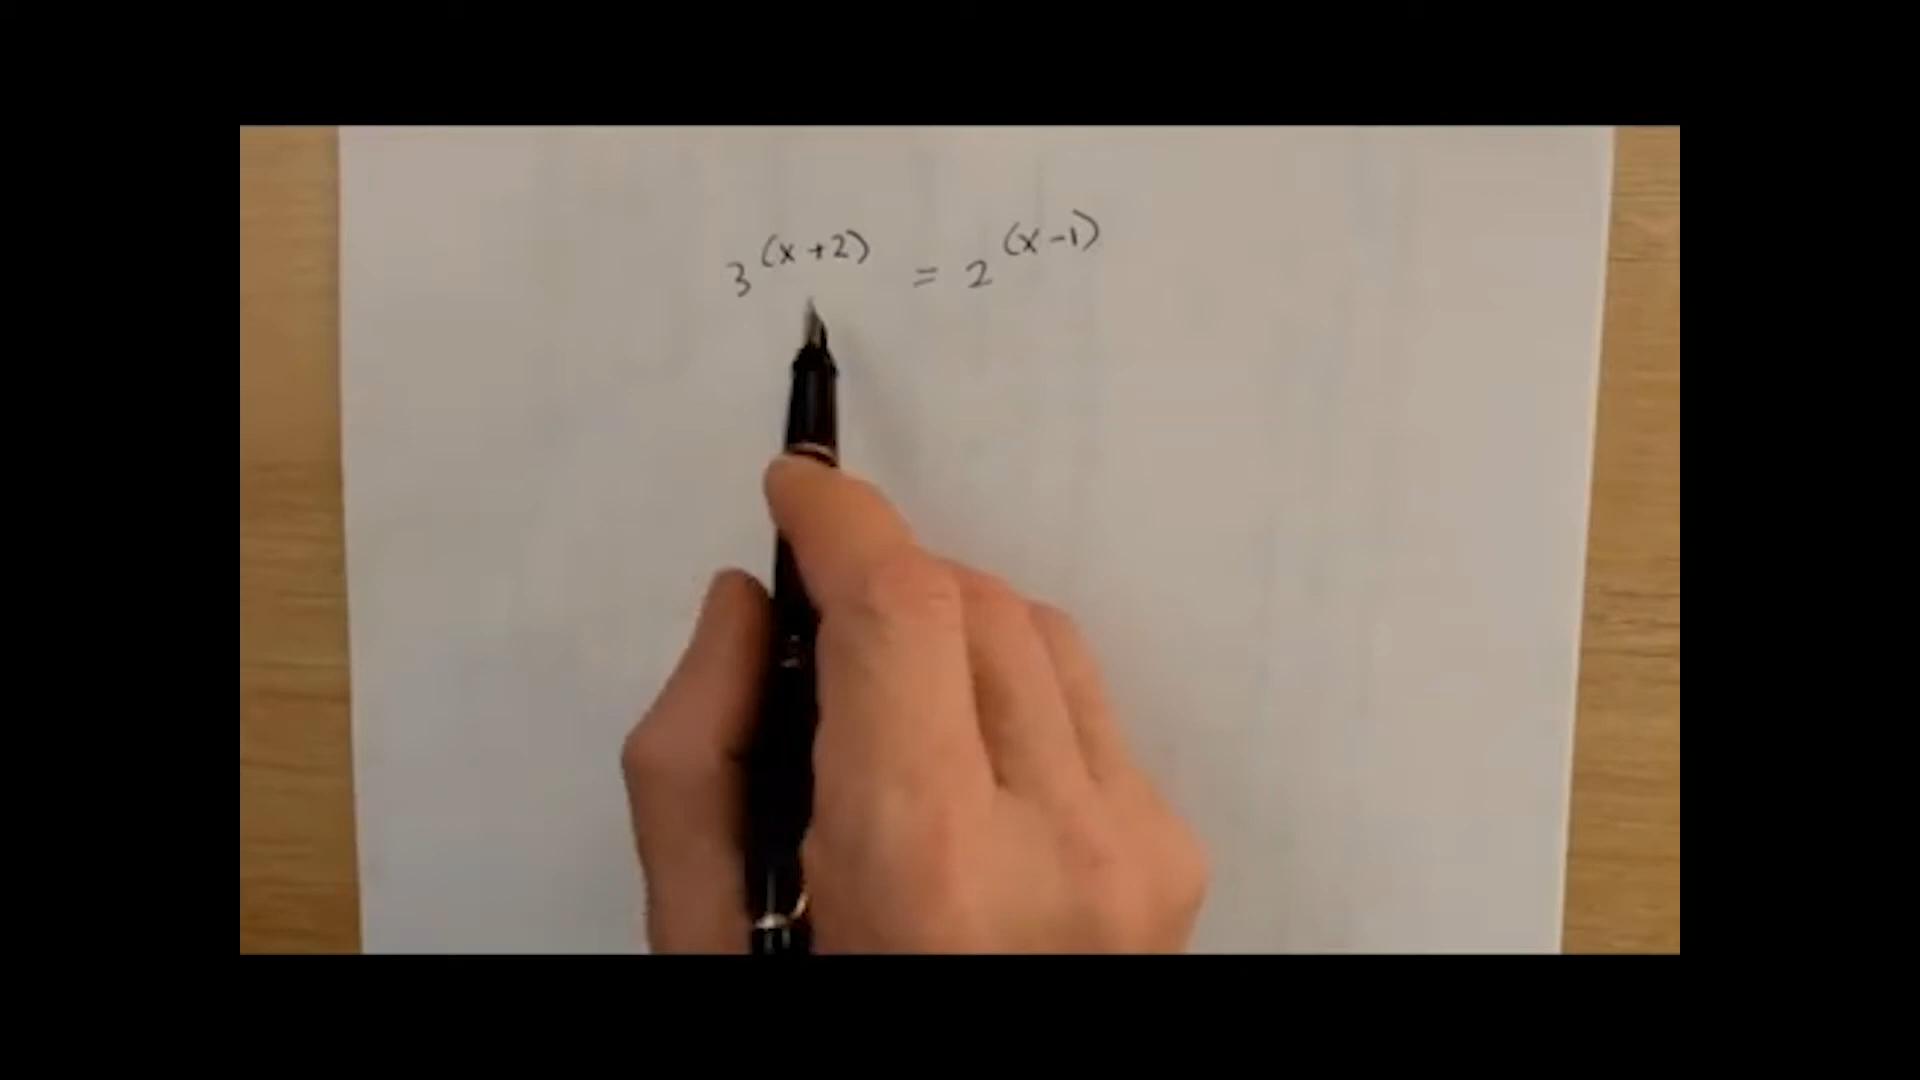 3^(x+2) = 2^(x-1)